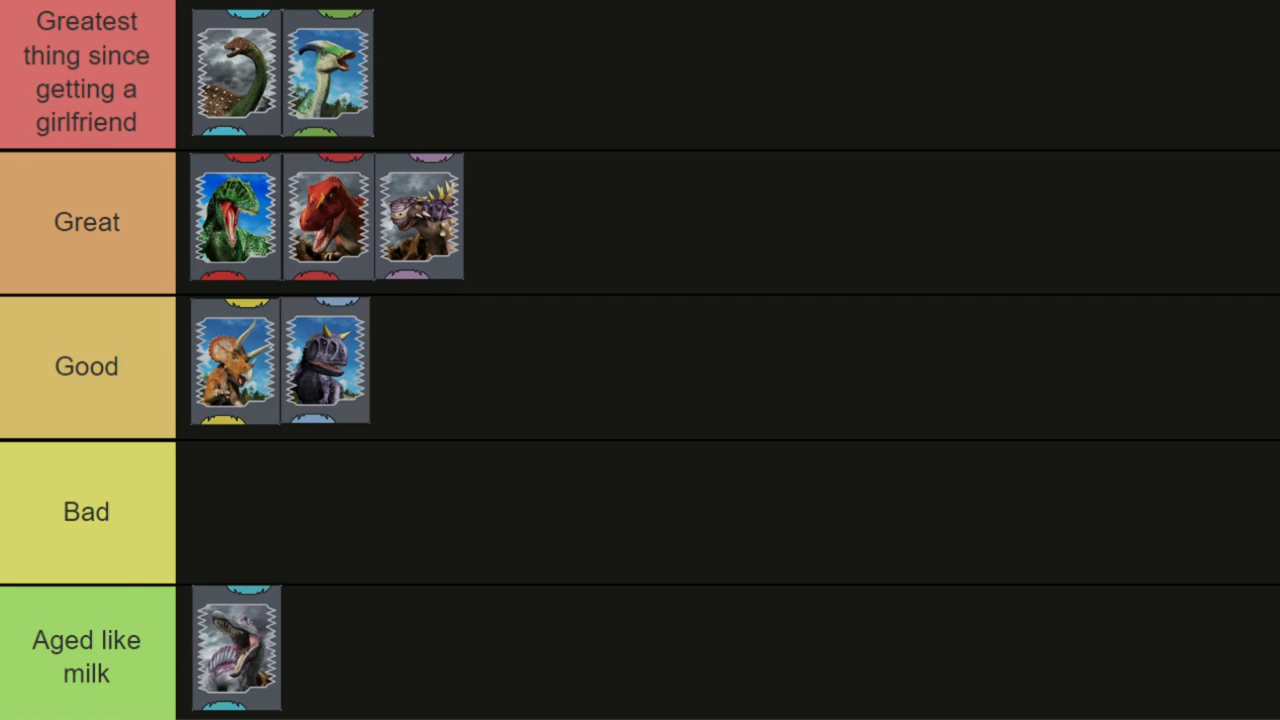 Greatest
thing since
getting a
girlfriend
Great
Good
Bad
Aged like
milk